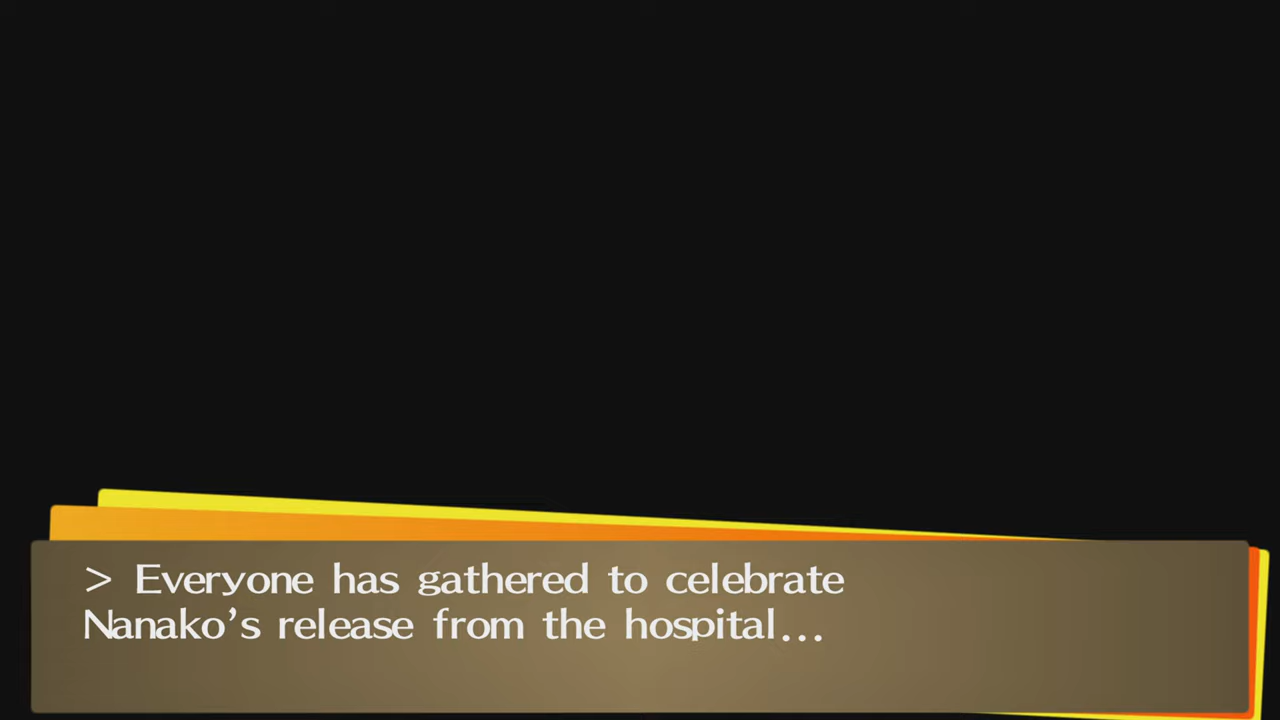 > Everyone has gathered to celebrate
Nanako’s release from the hospital...